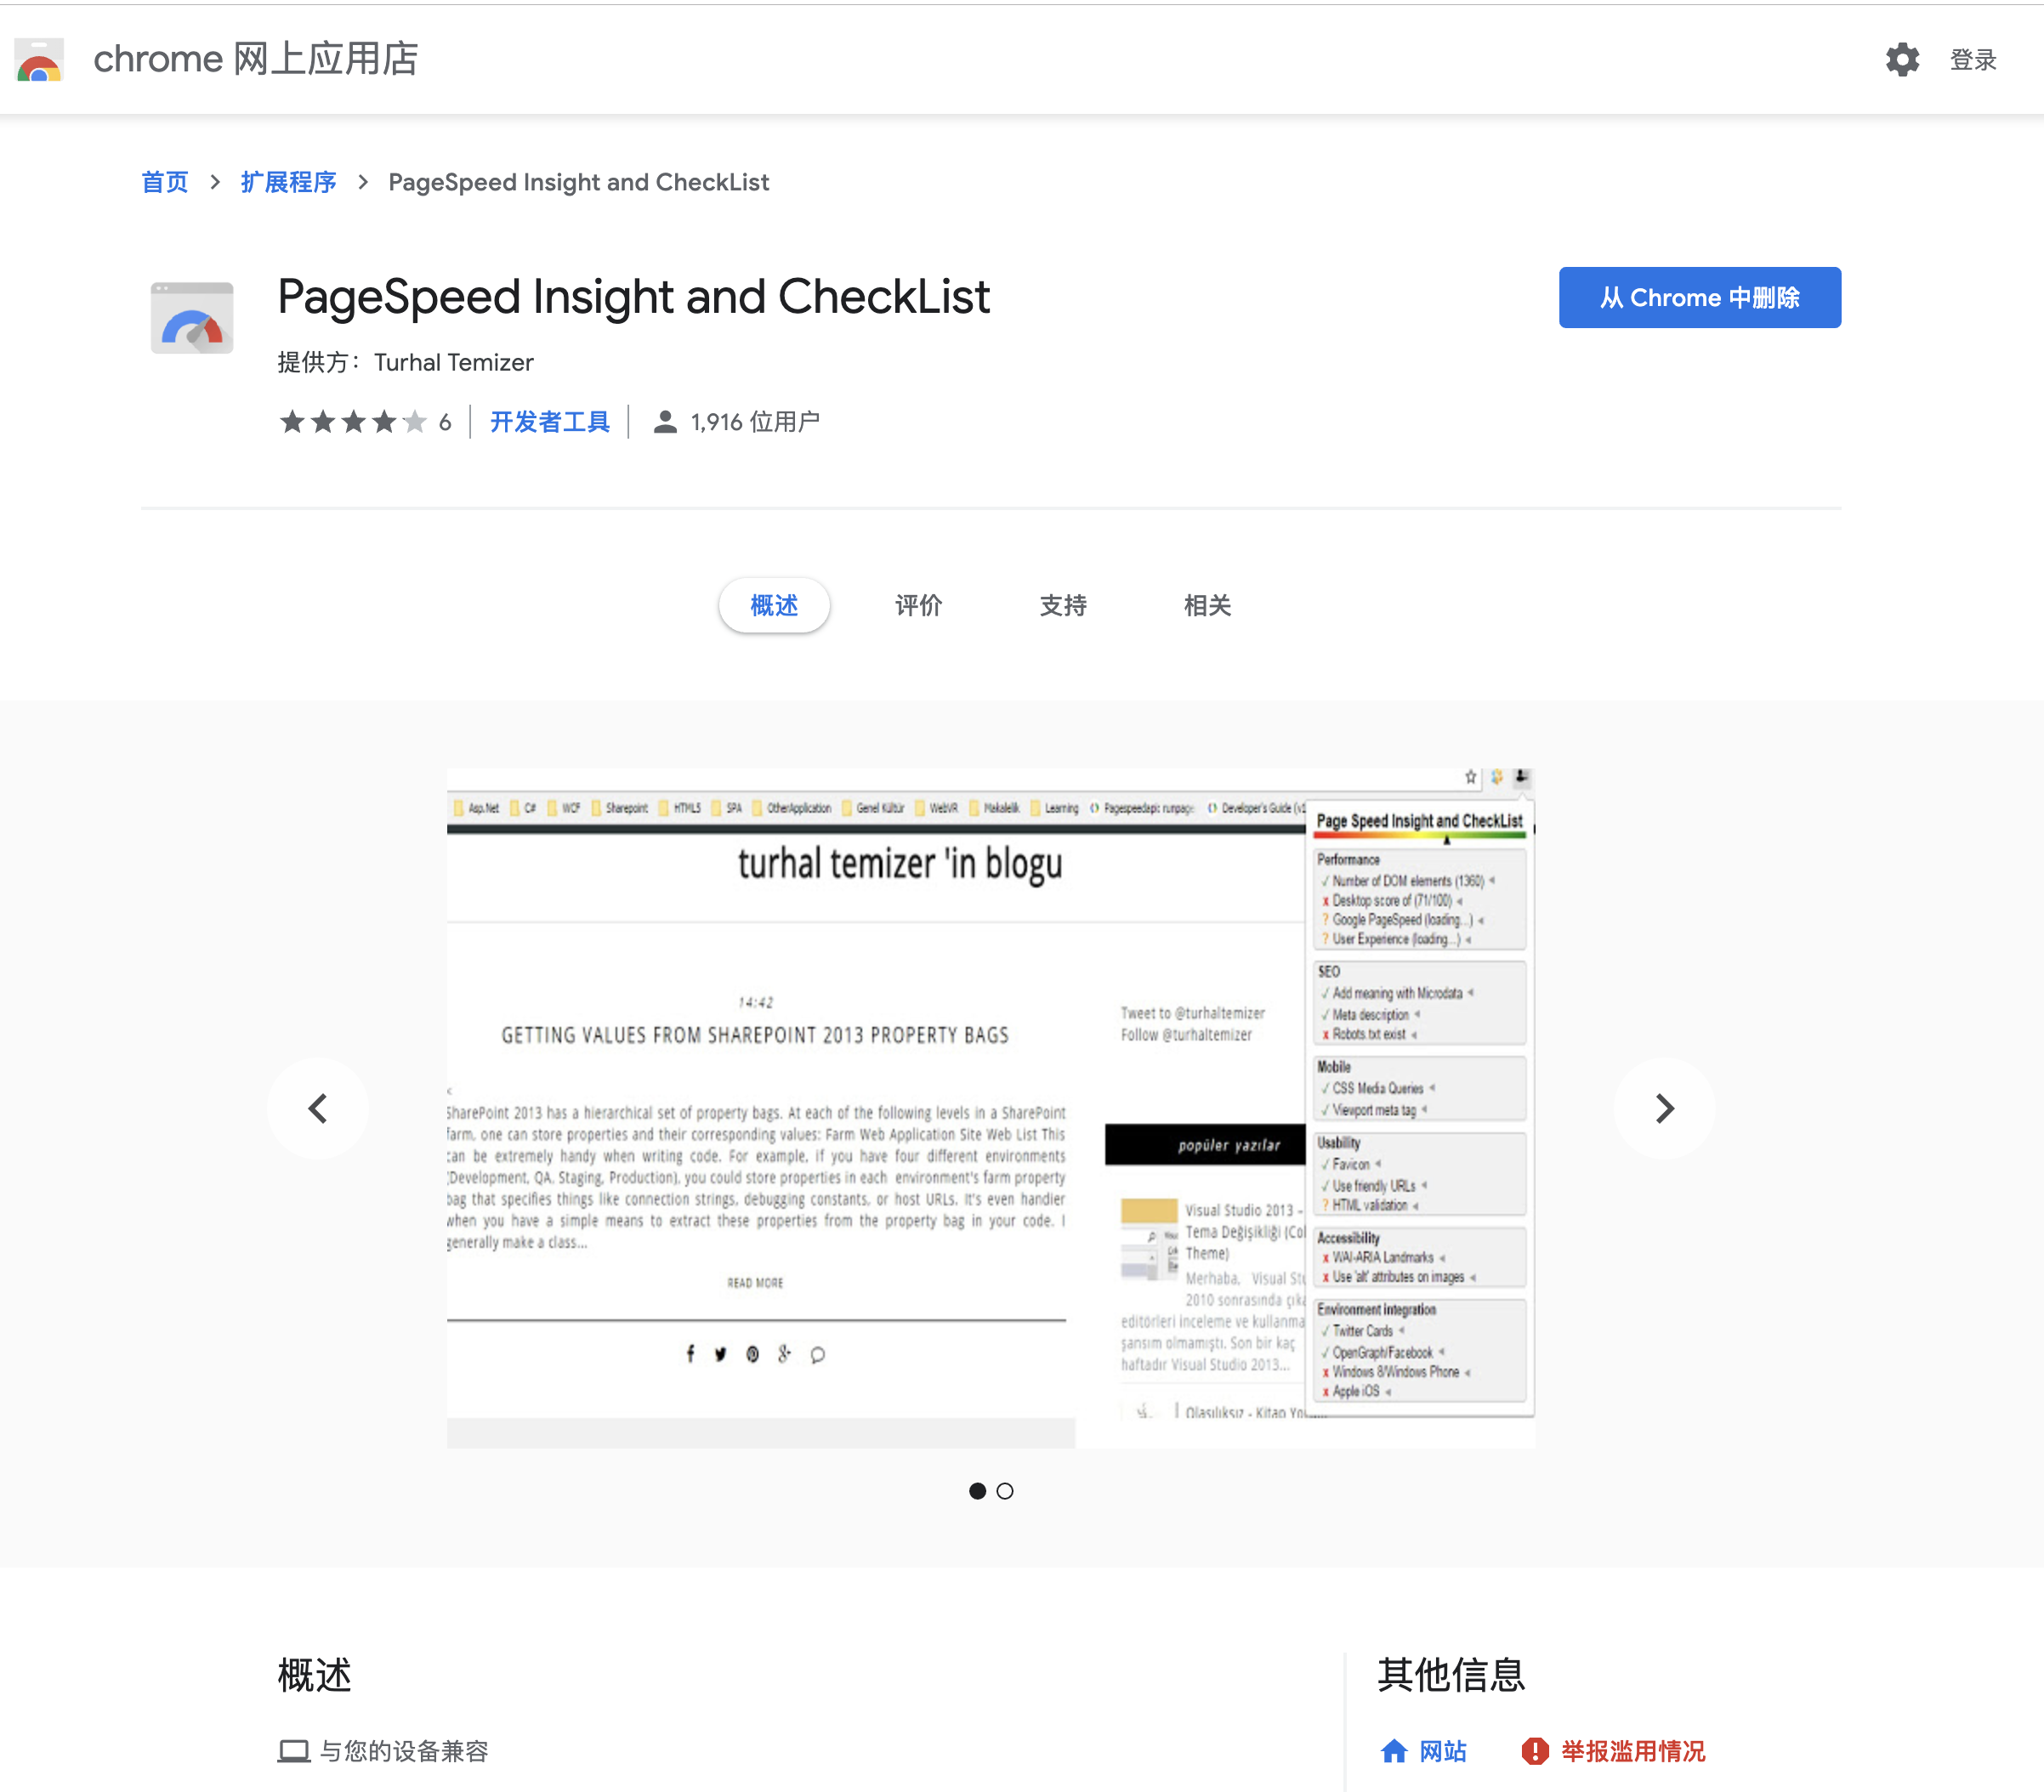 chrome 网上应用店
登录
首页 > 扩展程序 > PageSpeed Insight and CheckList
PageSpeed Insight and CheckList
从 Chrome 中删除
提供方： Turhal Temizer
6 开发者工具 1,916 位用户
概述 评价 支持 相关
Asp.Net C# WCF Sharepoint HTML5 SPA OtherApplication Genel Kültür WebVR Makalelik Learning Pagespeedapi: runpage Developer's Guide (v1
turhal temizer 'in blogu
14:42
GETTING VALUES FROM SHAREPOINT 2013 PROPERTY BAGS
<
SharePoint 2013 has a hierarchical set of property bags. At each of the following levels in a SharePoint
farm, one can store properties and their corresponding values: Farm Web Application Site Web List This
can be extremely handy when writing code. For example, if you have four different environments
(Development, QA, Staging, Production), you could store properties in each environment's farm property
bag that specifies things like connection strings, debugging constants, or host URLs. It's even handier
when you have a simple means to extract these properties from the property bag in your code. I
generally make a class...
READ MORE
Tweet to @turhaltemizer
Follow @turhaltemizer
popüler yazılar
Visual Studio 2013 –
Tema Değişikliği (Col
Theme)
Merhaba, Visual Stu
2010 sonrasında çıka
editörleri inceleme ve kullanma
şansım olmamıştı. Son bir kaç
haftadır Visual Studio 2013...
Olasılıksız - Kitap Yo
Page Speed Insight and CheckList
Performance
✓ Number of DOM elements (1360)
x Desktop score of (71/100)
? Google PageSpeed (loading...)
? User Experience (loading...)
SEO
✓ Add meaning with Microdata
✓ Meta description
x Robots.txt exist
Mobile
✓ CSS Media Queries
✓ Viewport meta tag
Usability
✓ Favicon
✓ Use friendly URLs
? HTML validation
Accessibility
x WAI-ARIA Landmarks
x Use 'alt' attributes on images
Environment integration
✓ Twitter Cards
✓ OpenGraph/Facebook
x Windows 8/Windows Phone
x Apple iOS
概述
与您的设备兼容
其他信息
网站 举报滥用情况